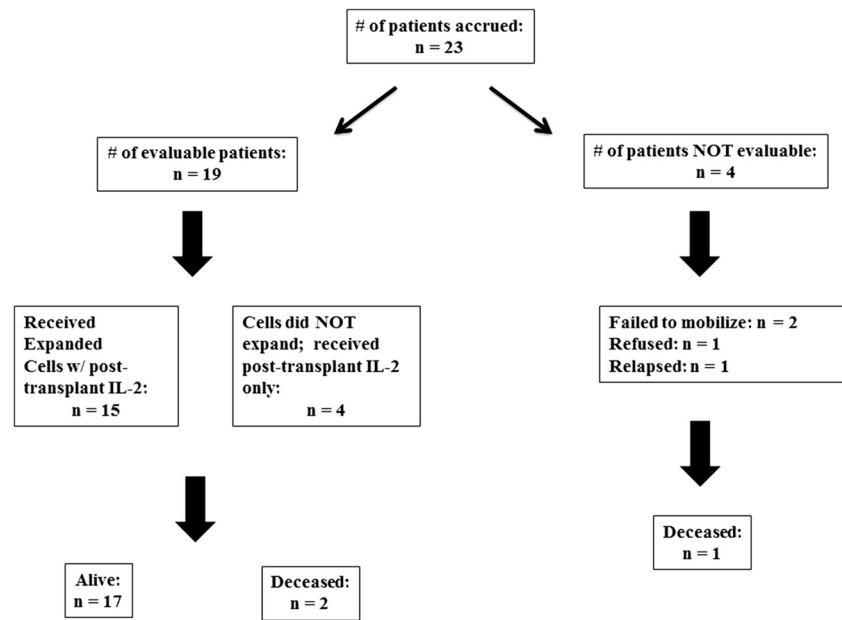 # of patients accrued:
n = 23
# of evaluable patients:
n = 19
# of patients NOT evaluable:
n = 4
Received
Expanded
Cells w/ post-
transplant IL-2:
n = 15
Cells did NOT
expand; received
post-transplant IL-2
only:
n = 4
Failed to mobilize: n = 2
Refused: n = 1
Relapsed: n = 1
Alive:
n = 17
Deceased:
n = 2
Deceased:
n = 1